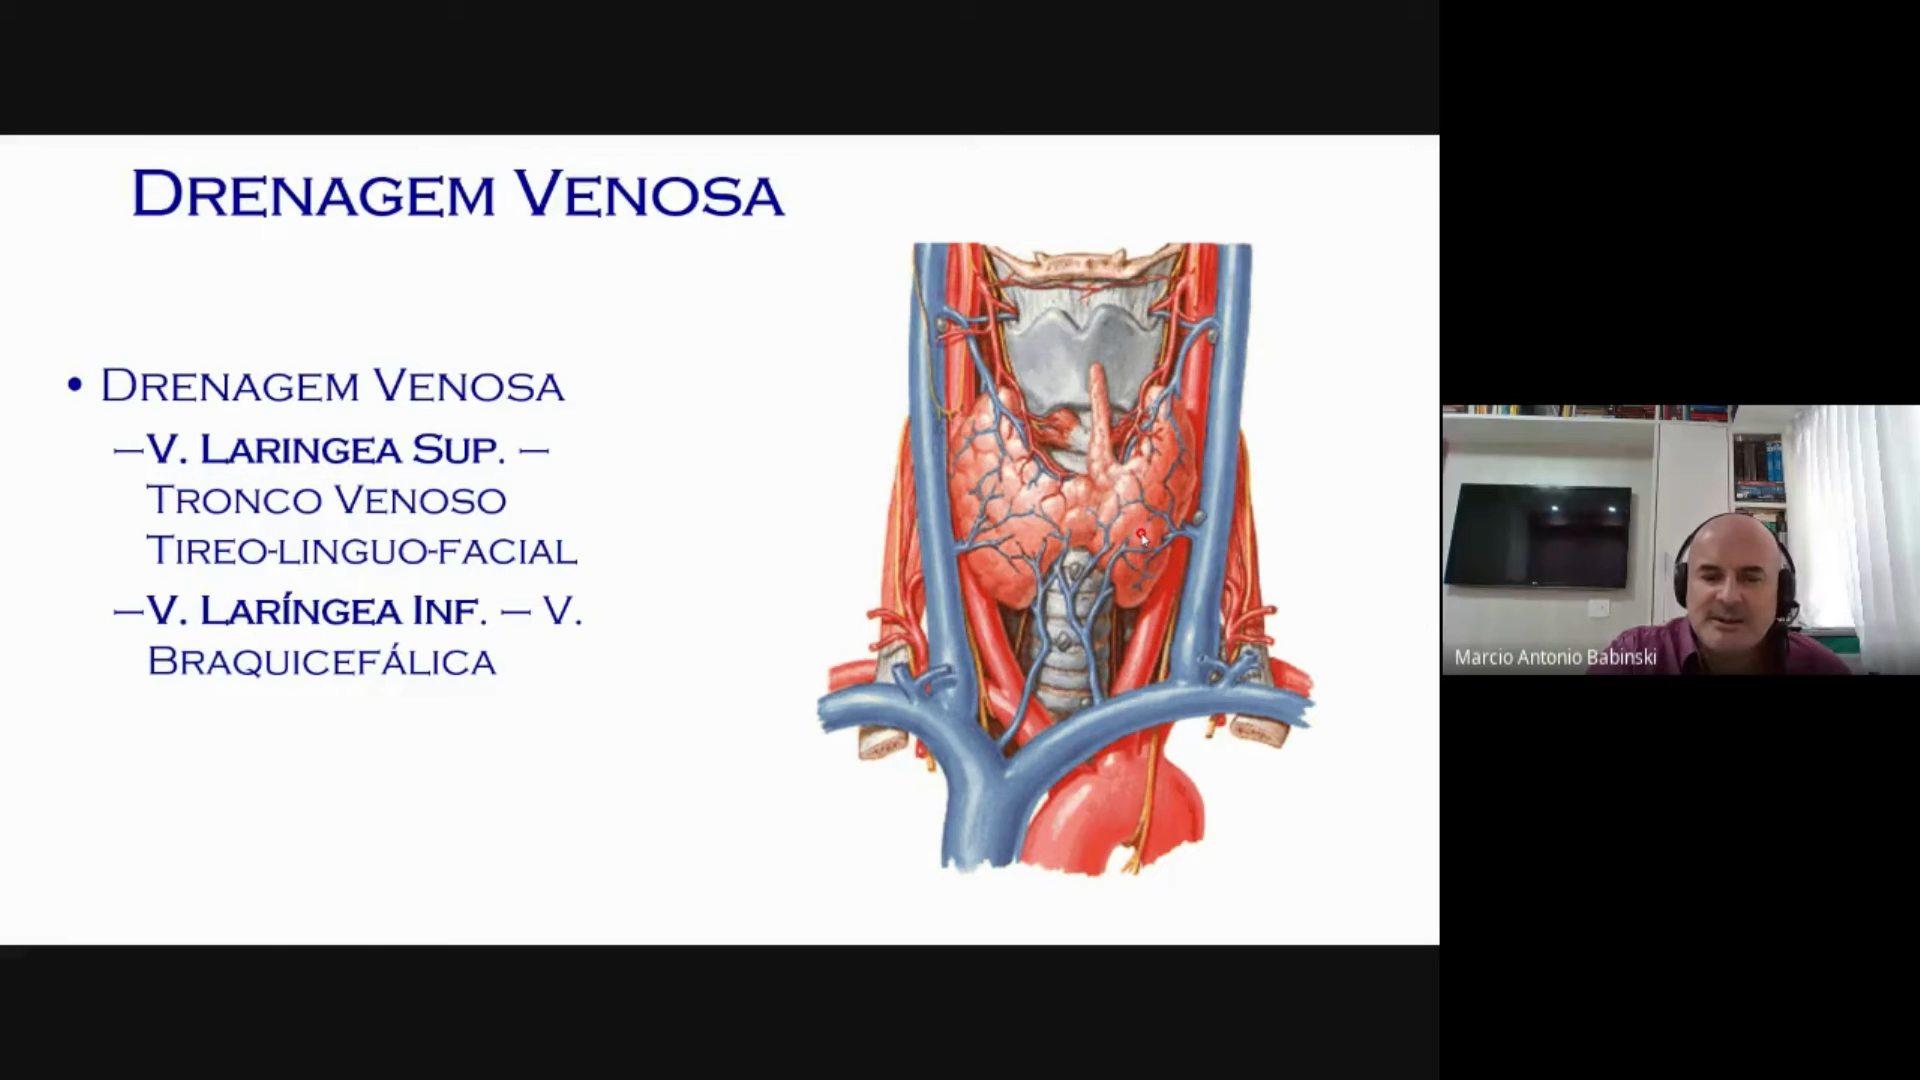 DRENAGEM VENOSA
• DRENAGEM VENOSA
–V. LARINGEA SUP. –
TRONCO VENOSO
TIREO-LINGUO-FACIAL
–V. LARÍNGEA INF. – V.
BRAQUICEFÁLICA
Marcio Antonio Babinski